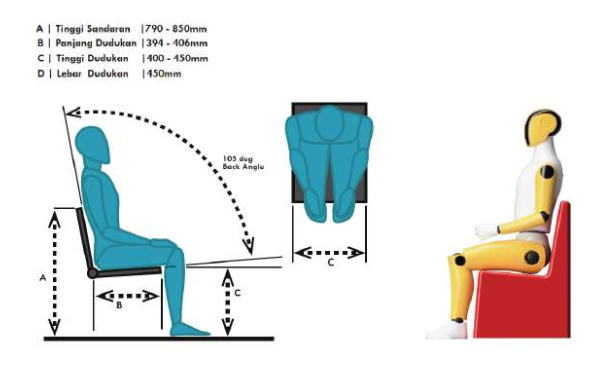 A | Tinggi Sandaran |790 - 850mm
B | Panjang Dudukan |394 - 406mm
C | Tinggi Dudukan |400 - 450mm
D | Lebar Dudukan |450mm
105 deg
Back Angle
A
B
C
C